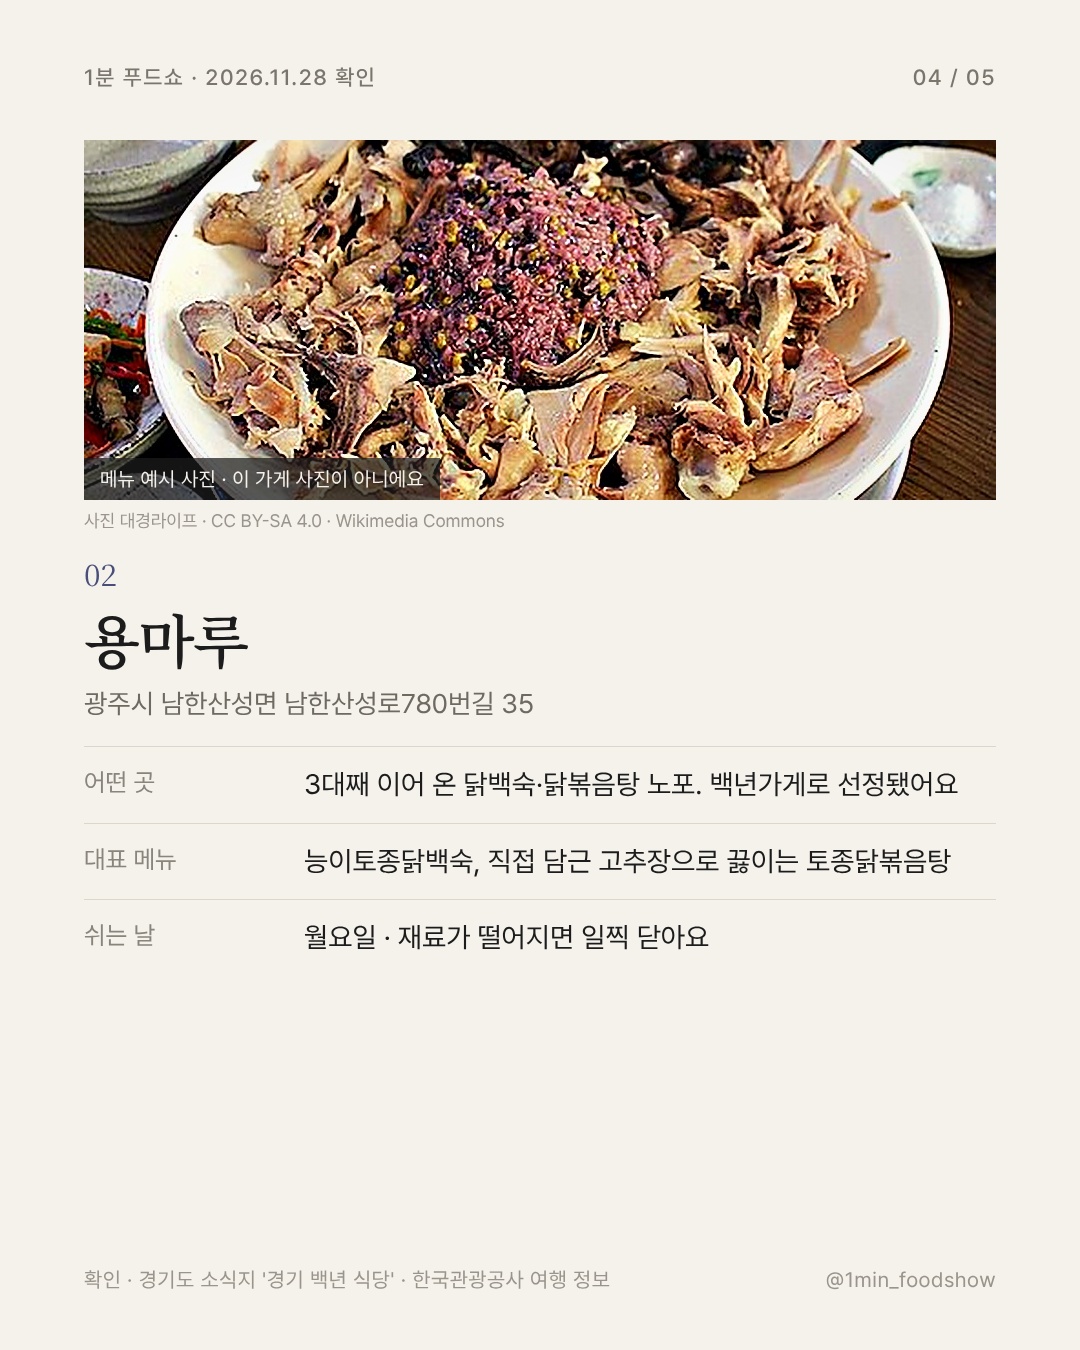 1분 푸드쇼 · 2026.11.28 확인
04 / 05
메뉴 예시 사진 · 이 가게 사진이 아니에요
사진 대경라이프 · CC BY-SA 4.0 · Wikimedia Commons
02
용마루
광주시 남한산성면 남한산성로780번길 35
어떤 곳
3대째 이어 온 닭백숙·닭볶음탕 노포. 백년가게로 선정됐어요
대표 메뉴
능이토종닭백숙, 직접 담근 고추장으로 끓이는 토종닭볶음탕
쉬는 날
월요일 · 재료가 떨어지면 일찍 닫아요
확인 · 경기도 소식지 '경기 백년 식당' · 한국관광공사 여행 정보
@1min_foodshow